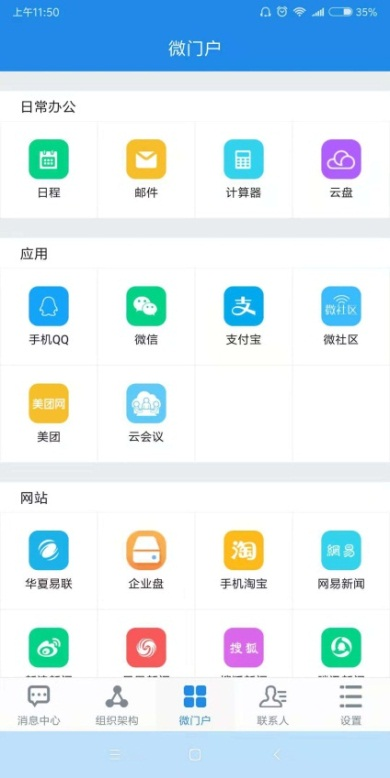 上午11:50
35%
微门户
日常办公
日程 邮件 计算器 云盘
应用
微社区
手机QQ 微信 支付宝 微社区
美团网
美团 云会议
网站
淘 網易
华夏易联 企业盘 手机淘宝 网易新闻
搜狐
消息中心 组织架构 微门户 联系人 设置